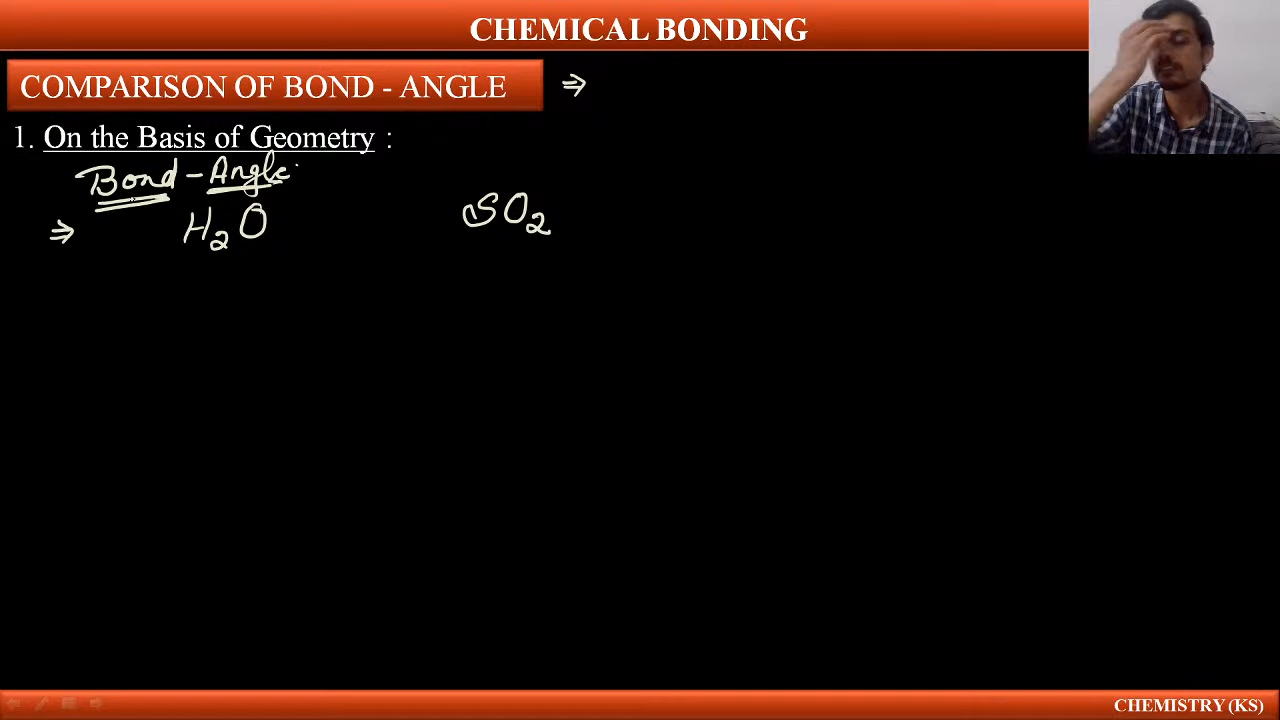 CHEMICAL BONDING
COMPARISON OF BOND - ANGLE ⇒
1. On the Basis of Geometry :
Bond - Angle
⇒ H₂O SO₂
CHEMISTRY (KS)